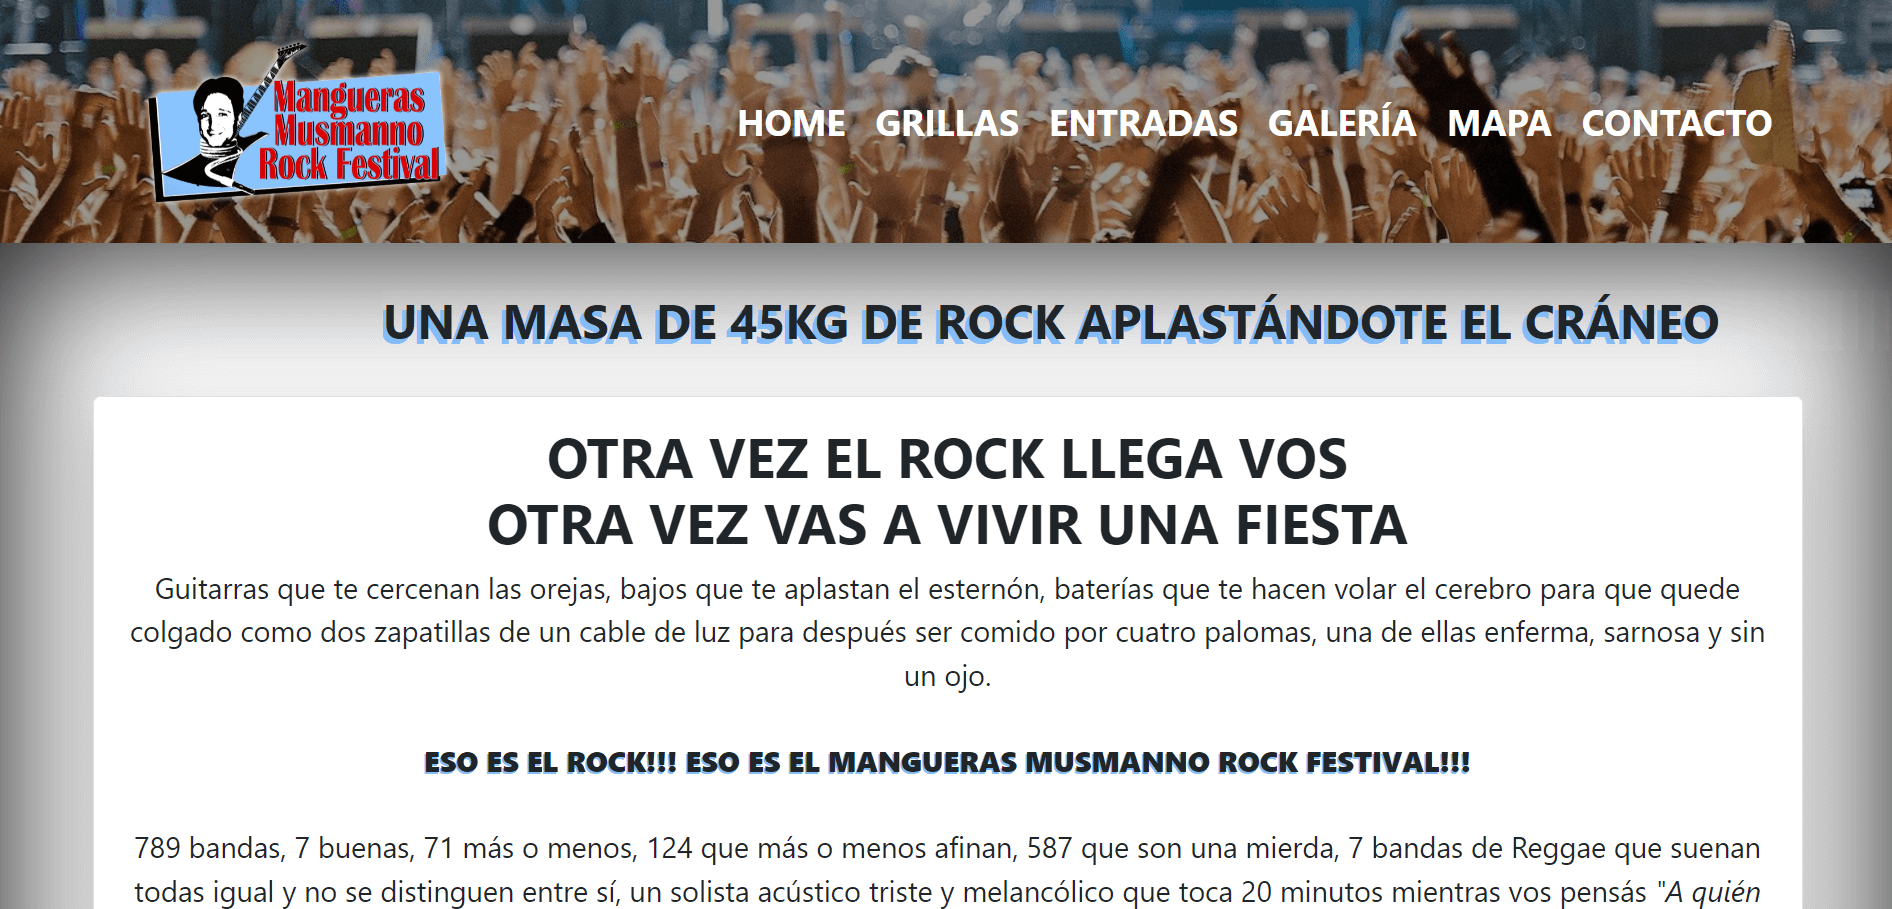 Mangueras
Musmanno
Rock Festival
HOME GRILLAS ENTRADAS GALERÍA MAPA CONTACTO
UNA MASA DE 45KG DE ROCK APLASTÁNDOTE EL CRÁNEO
OTRA VEZ EL ROCK LLEGA VOS
OTRA VEZ VAS A VIVIR UNA FIESTA
Guitarras que te cercenan las orejas, bajos que te aplastan el esternón, baterías que te hacen volar el cerebro para que quede
colgado como dos zapatillas de un cable de luz para después ser comido por cuatro palomas, una de ellas enferma, sarnosa y sin
un ojo.
ESO ES EL ROCK!!! ESO ES EL MANGUERAS MUSMANNO ROCK FESTIVAL!!!
789 bandas, 7 buenas, 71 más o menos, 124 que más o menos afinan, 587 que son una mierda, 7 bandas de Reggae que suenan
todas igual y no se distinguen entre sí, un solista acústico triste y melancólico que toca 20 minutos mientras vos pensás "A quién